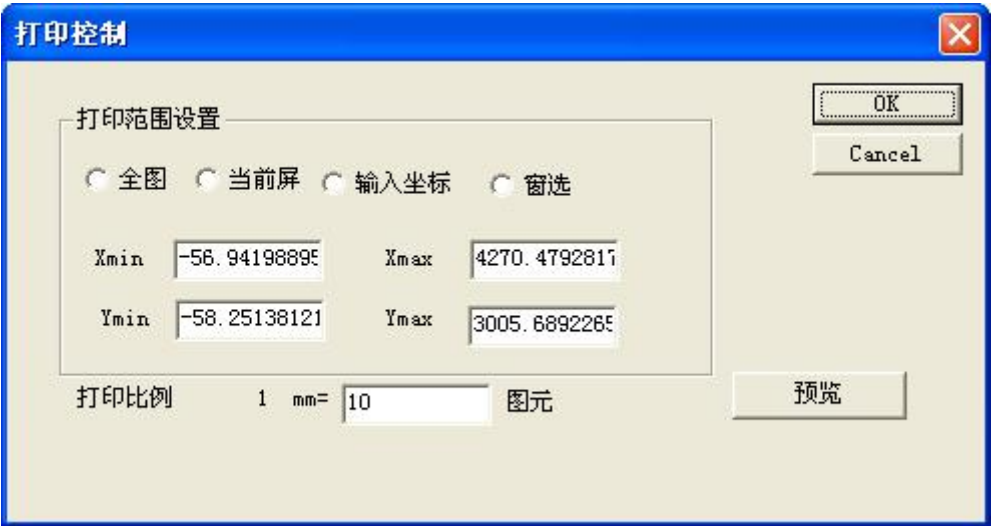 打印控制
OK
打印范围设置
Cancel
全图 当前屏 输入坐标 窗选
Xmin -56.94198895 Xmax 4270.4792817
Ymin -58.25138121 Ymax 3005.6892265
打印比例 1 mm= 10 图元 预览